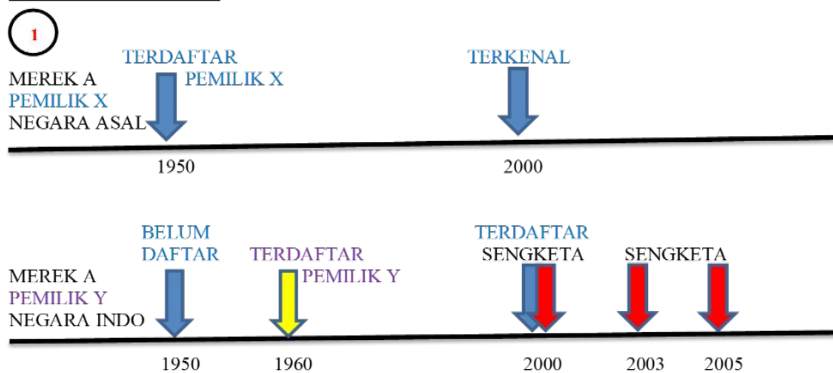 1
TERDAFTAR
PEMILIK X
TERKENAL
MEREK A
PEMILIK X
NEGARA ASAL
1950
2000
BELUM
DAFTAR
TERDAFTAR
PEMILIK Y
TERDAFTAR
SENGKETA
SENGKETA
MEREK A
PEMILIK Y
NEGARA INDO
1950
1960
2000
2003
2005